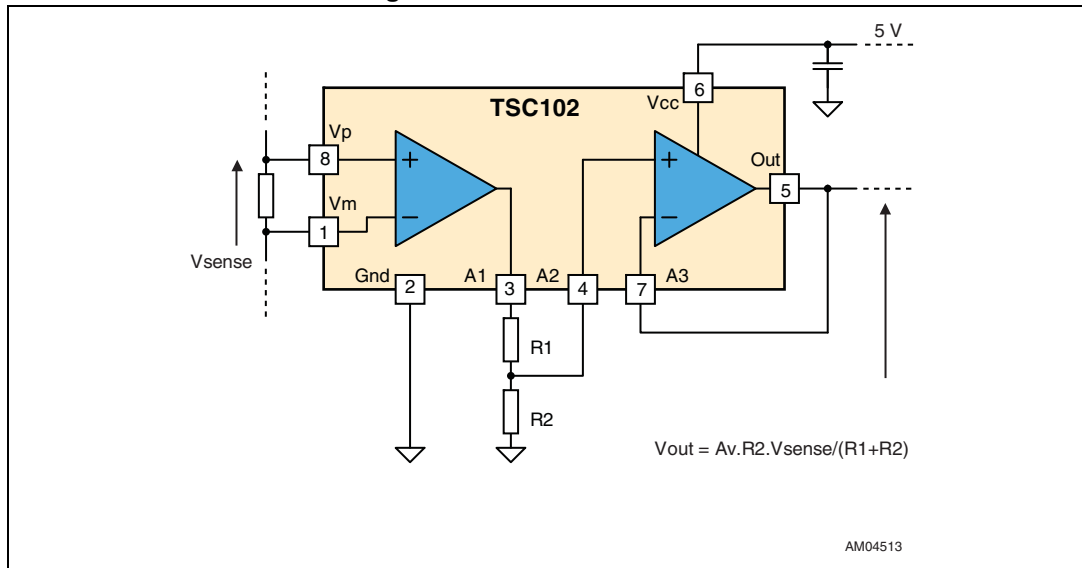 5 V
6
TSC102
Vcc
Vp
8
+
+
Out
5
Vm
−
−
1
Vsense
Gnd
A1
A2
A3
2
3
4
7
R1
R2
Vout = Av.R2.Vsense/(R1+R2)
AM04513